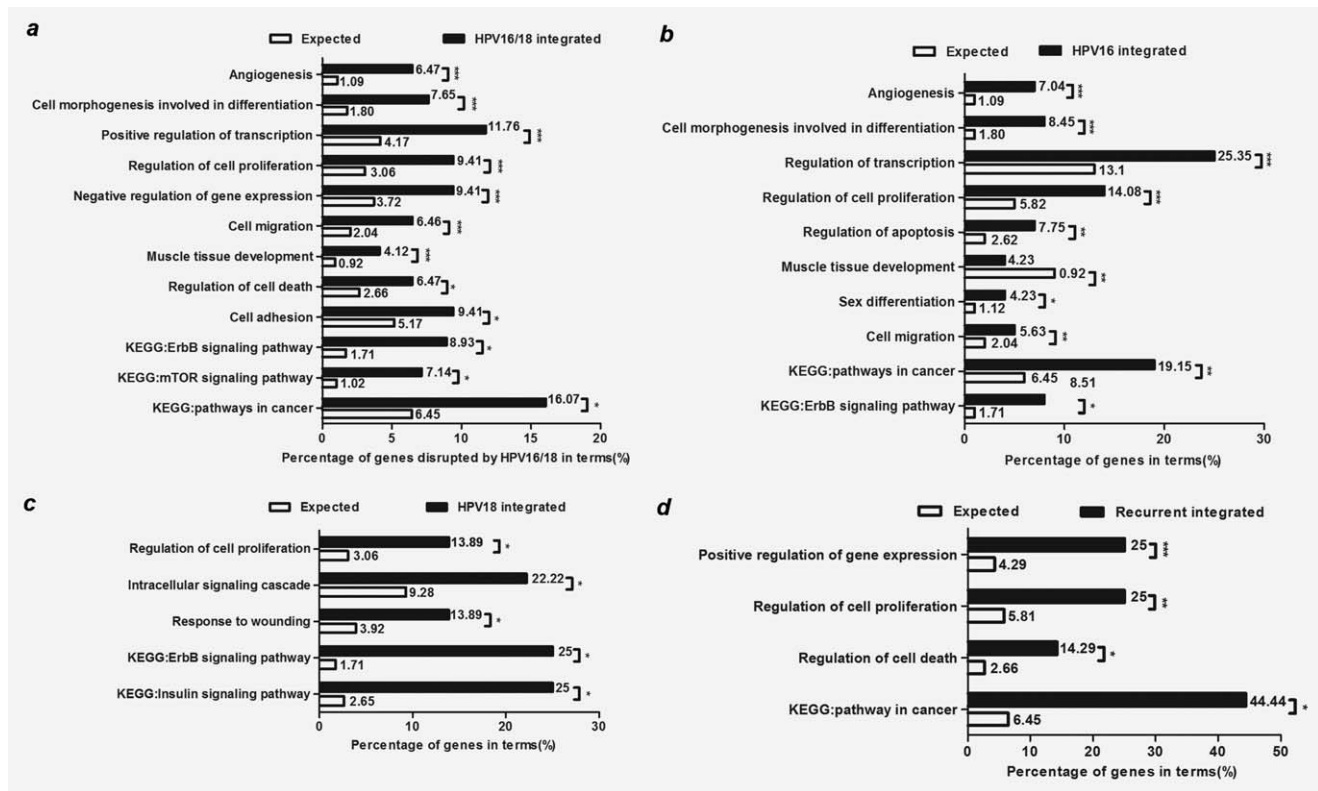 a
Expected HPV16/18 integrated
Angiogenesis 6.47 ***
1.09
Cell morphogenesis involved in differentiation 7.65 ***
1.80
Positive regulation of transcription 11.76 ***
4.17
Regulation of cell proliferation 9.41 ***
3.06
Negative regulation of gene expression 9.41 ***
3.72
Cell migration 6.46 ***
2.04
Muscle tissue development 4.12 ***
0.92
Regulation of cell death 6.47 *
2.66
Cell adhesion 9.41 *
5.17
KEGG:ErbB signaling pathway 8.93 *
1.71
KEGG:mTOR signaling pathway 7.14 *
1.02
KEGG:pathways in cancer 16.07 *
6.45
0 5 10 15 20
Percentage of genes disrupted by HPV16/18 in terms(%)
b
Expected HPV16 integrated
Angiogenesis 7.04 ***
1.09
Cell morphogenesis involved in differentiation 8.45 ***
1.80
Regulation of transcription 25.35 ***
13.1
Regulation of cell proliferation 14.08 ***
5.82
Regulation of apoptosis 7.75 **
2.62
Muscle tissue development 4.23
0.92 **
Sex differentiation 4.23 *
1.12
Cell migration 5.63 **
2.04
KEGG:pathways in cancer 19.15 **
6.45 8.51
KEGG:ErbB signaling pathway *
1.71
0 10 20 30
Percentage of genes in terms(%)
c
Expected HPV18 integrated
Regulation of cell proliferation 13.89 *
3.06
Intracellular signaling cascade 22.22 *
9.28
Response to wounding 13.89 *
3.92
KEGG:ErbB signaling pathway 25 *
1.71
KEGG:Insulin signaling pathway 25 *
2.65
0 10 20 30
Percentage of genes in terms(%)
d
Expected Recurrent integrated
Positive regulation of gene expression 25 ***
4.29
Regulation of cell proliferation 25 **
5.81
Regulation of cell death 14.29 *
2.66
KEGG:pathway in cancer 44.44 *
6.45
0 10 20 30 40 50
Percentage of genes in terms(%)